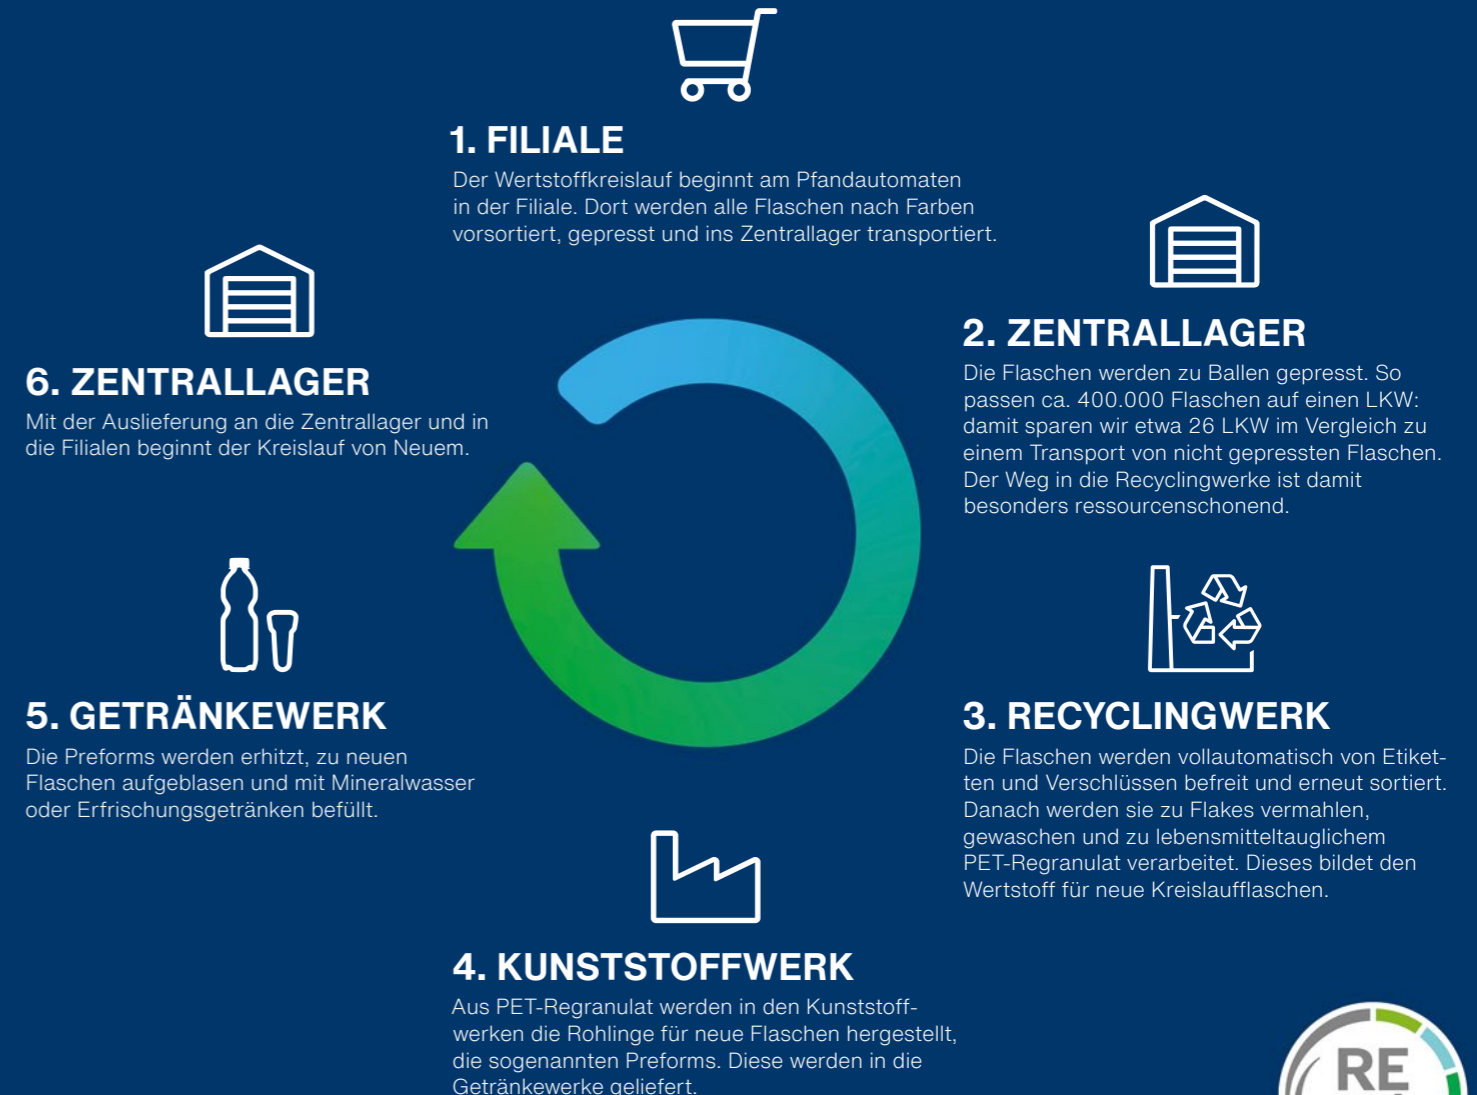 1. FILIALE
Der Wertstoffkreislauf beginnt am Pfandautomaten
in der Filiale. Dort werden alle Flaschen nach Farben
vorsortiert, gepresst und ins Zentrallager transportiert.
2. ZENTRALLAGER
Die Flaschen werden zu Ballen gepresst. So
passen ca. 400.000 Flaschen auf einen LKW:
damit sparen wir etwa 26 LKW im Vergleich zu
einem Transport von nicht gepressten Flaschen.
Der Weg in die Recyclingwerke ist damit
besonders ressourcenschonend.
3. RECYCLINGWERK
Die Flaschen werden vollautomatisch von Etiket-
ten und Verschlüssen befreit und erneut sortiert.
Danach werden sie zu Flakes vermahlen,
gewaschen und zu lebensmitteltauglichem
PET-Regranulat verarbeitet. Dieses bildet den
Wertstoff für neue Kreislaufflaschen.
4. KUNSTSTOFFWERK
Aus PET-Regranulat werden in den Kunststoff-
werken die Rohlinge für neue Flaschen hergestellt,
die sogenannten Preforms. Diese werden in die
Getränkewerke geliefert.
5. GETRÄNKEWERK
Die Preforms werden erhitzt, zu neuen
Flaschen aufgeblasen und mit Mineralwasser
oder Erfrischungsgetränken befüllt.
6. ZENTRALLAGER
Mit der Auslieferung an die Zentrallager und in
die Filialen beginnt der Kreislauf von Neuem.
RE